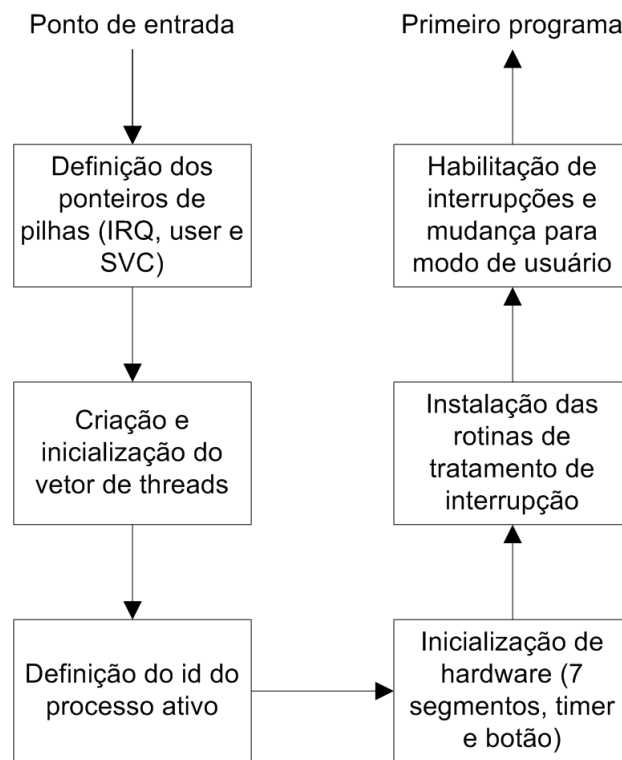 Ponto de entrada
Definição dos
ponteiros de
pilhas (IRQ, user e
SVC)
Criação e
inicialização do
vetor de threads
Definição do id do
processo ativo
Inicialização de
hardware (7
segmentos, timer
e botão)
Instalação das
rotinas de
tratamento de
interrupção
Habilitação de
interrupções e
mudança para
modo de usuário
Primeiro programa